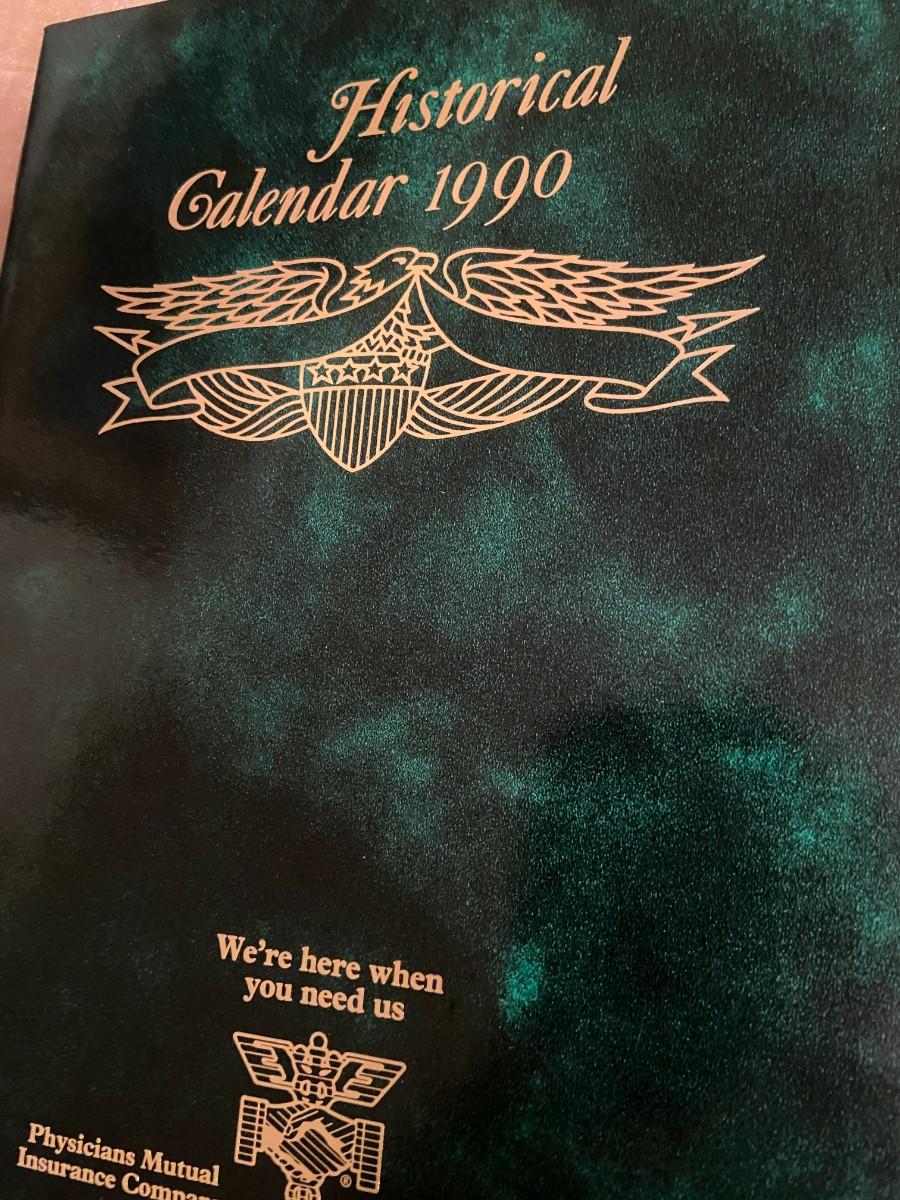 Historical
Calendar 1990
We're here when
you need us
Physicians Mutual
Insurance
®